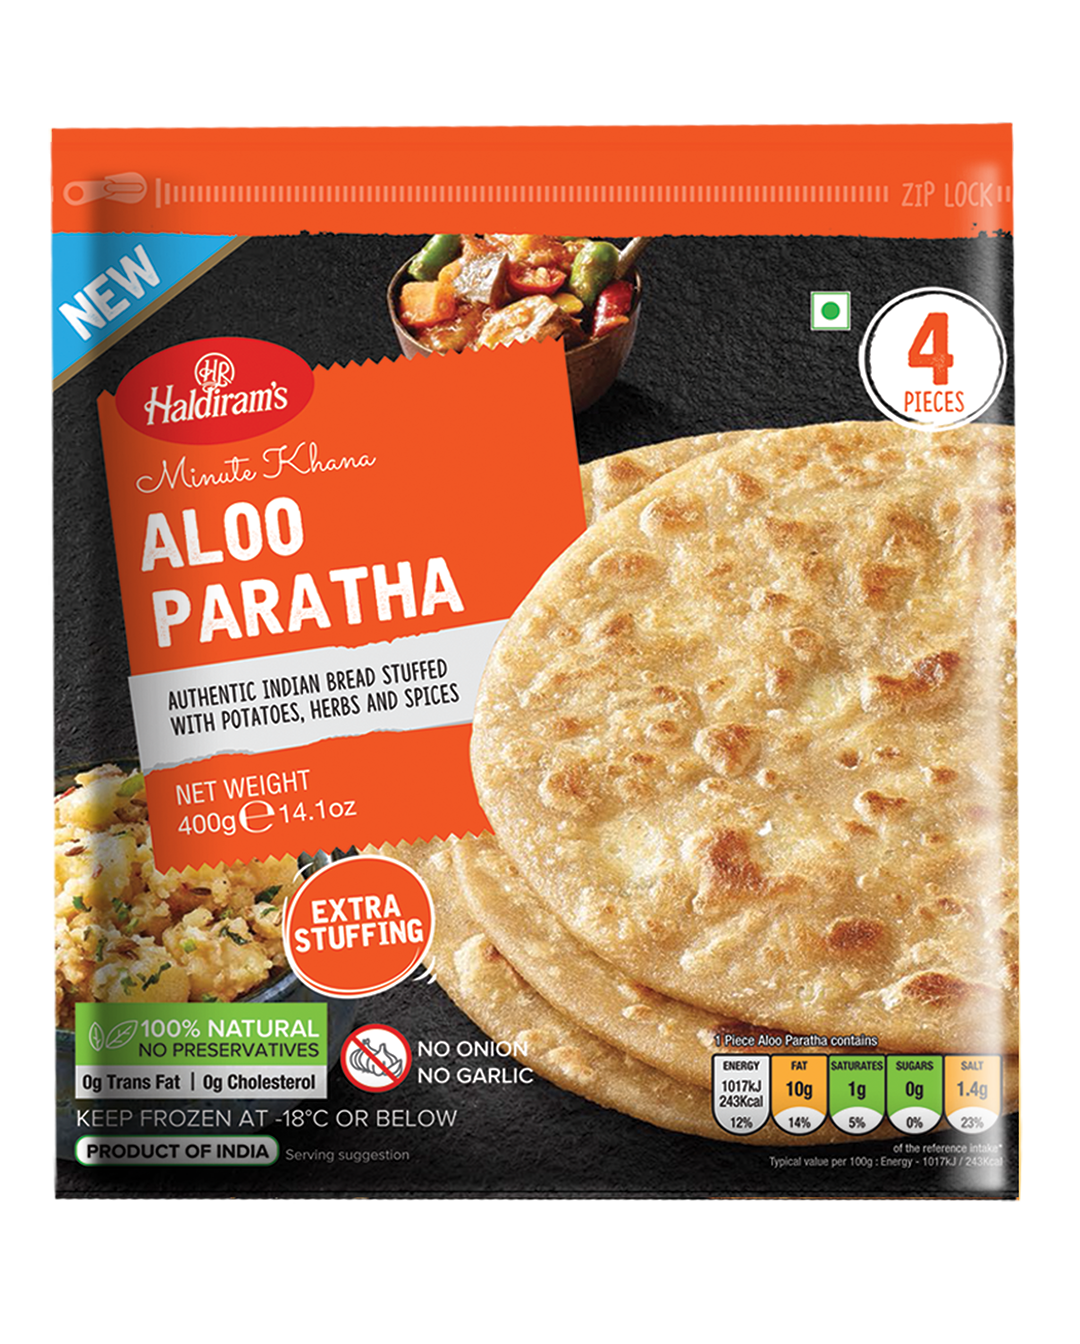 ZIP LOCK
NEW
4
PIECES
HR
Haldiram's
Minute Khana
ALOO
PARATHA
AUTHENTIC INDIAN BREAD STUFFED
WITH POTATOES, HERBS AND SPICES
NET WEIGHT
400g℮14.1oz
EXTRA
STUFFING
100% NATURAL
NO PRESERVATIVES
0g Trans Fat | 0g Cholesterol
NO ONION
NO GARLIC
KEEP FROZEN AT -18°C OR BELOW
PRODUCT OF INDIA
Serving suggestion
1 Piece Aloo Paratha contains
ENERGY FAT SATURATES SUGARS SALT
1017kJ 10g 1g 0g 1.4g
243Kcal
12% 14% 5% 0% 23%
of the reference intake*
Typical value per 100g : Energy - 1017kJ / 243Kcal